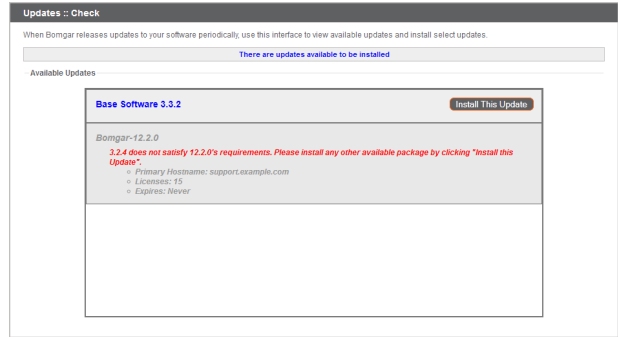 Updates :: Check
When Bomgar releases updates to your software periodically, use this interface to view available updates and install select updates.
There are updates available to be installed
Available Updates
Base Software 3.3.2
Install This Update
Bomgar-12.2.0
3.2.4 does not satisfy 12.2.0's requirements. Please install any other available package by clicking "Install this
Update".
Primary Hostname: support.example.com
Licenses: 15
Expires: Never